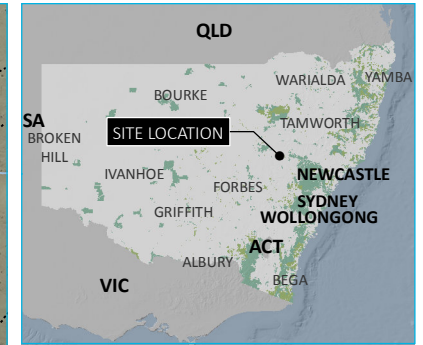 QLD
WARIALDA
YAMBA
BOURKE
SA
TAMWORTH
BROKEN
HILL
SITE LOCATION
IVANHOE
NEWCASTLE
FORBES
SYDNEY
GRIFFITH
WOLLONGONG
ACT
ALBURY
VIC
BEGA